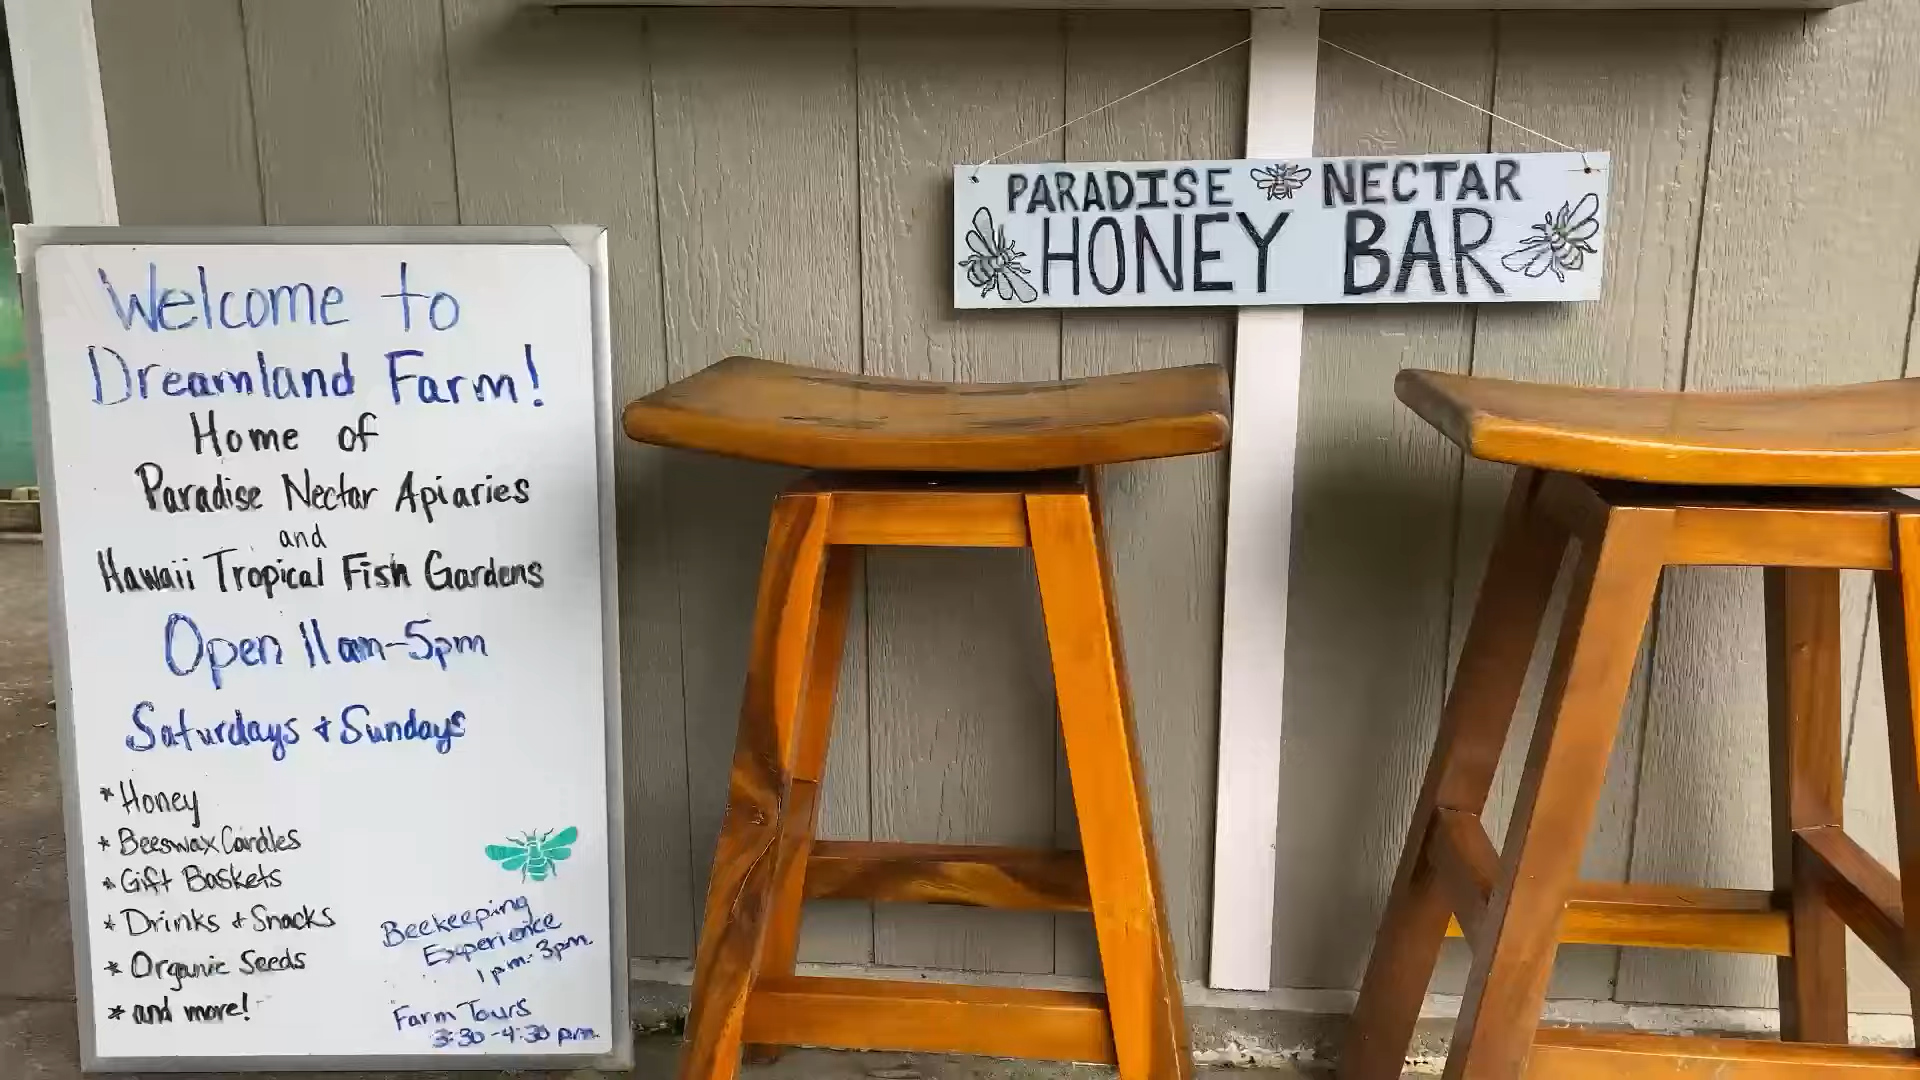 Welcome to
Dreamland Farm!
Home of
Paradise Nectar Apiaries
and
Hawaii Tropical Fish Gardens
Open 11am-5pm
Saturdays + Sundays
* Honey
* Beeswax Candles
* Gift Baskets
* Drinks + Snacks
* Organic Seeds
* and more!
Beekeeping
Experience
1pm-3pm.
Farm Tours
3:30-4:30 pm.
PARADISE NECTAR
HONEY BAR